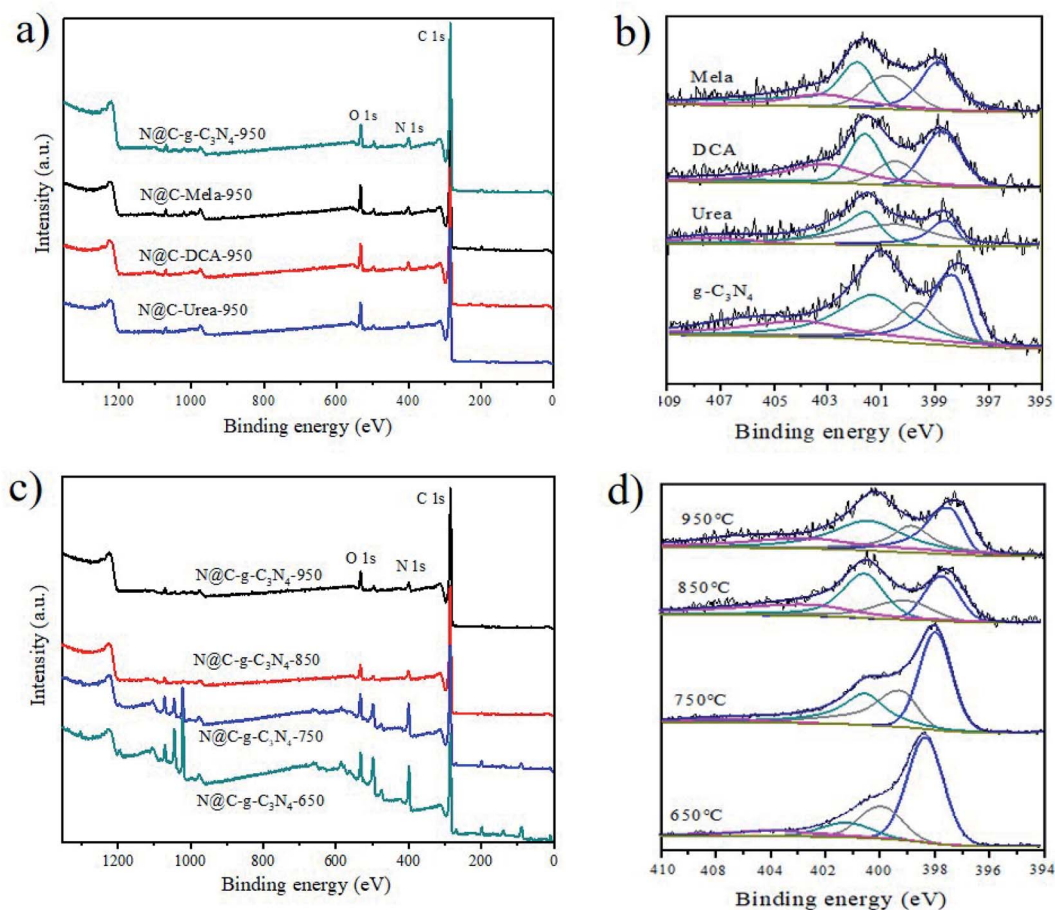 a)
C 1s
O 1s
N 1s
N@C-g-C₃N₄-950
N@C-Mela-950
N@C-DCA-950
N@C-Urea-950
Intensity (a.u.)
1200 1000 800 600 400 200 0
Binding energy (eV)
b)
Mela
DCA
Urea
g-C₃N₄
409 407 405 403 401 399 397 395
Binding energy (eV)
c)
C 1s
O 1s
N 1s
N@C-g-C₃N₄-950
N@C-g-C₃N₄-850
N@C-g-C₃N₄-750
N@C-g-C₃N₄-650
Intensity (a.u.)
1200 1000 800 600 400 200 0
Binding energy (eV)
d)
950°C
850°C
750°C
650°C
410 408 406 404 402 400 398 396 394
Binding energy (eV)